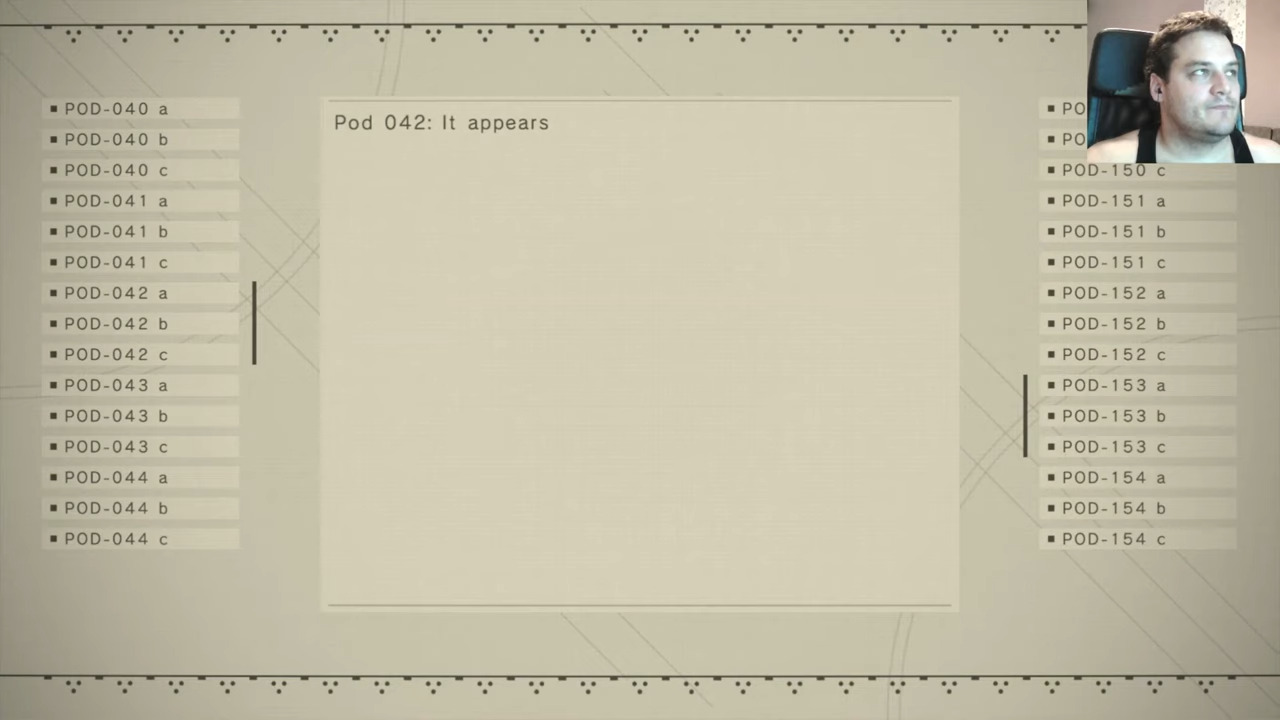 POD-040 a
POD-040 b
POD-040 c
POD-041 a
POD-041 b
POD-041 c
POD-042 a
POD-042 b
POD-042 c
POD-043 a
POD-043 b
POD-043 c
POD-044 a
POD-044 b
POD-044 c
Pod 042: It appears
PO
PO
POD-150 c
POD-151 a
POD-151 b
POD-151 c
POD-152 a
POD-152 b
POD-152 c
POD-153 a
POD-153 b
POD-153 c
POD-154 a
POD-154 b
POD-154 c